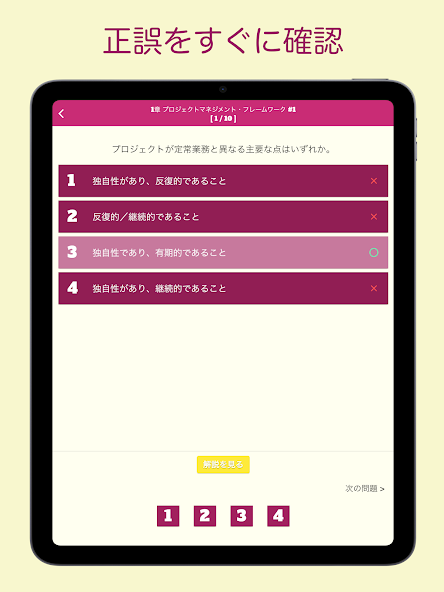 正誤をすぐに確認
1章 プロジェクトマネジメント・フレームワーク #1
[ 1 / 10 ]
プロジェクトが定常業務と異なる主要な点はいずれか。
1 独自性があり、反復的であること ×
2 反復的／継続的であること ×
3 独自性であり、有期的であること ○
4 独自性があり、継続的であること ×
解説を見る
次の問題 >
1 2 3 4